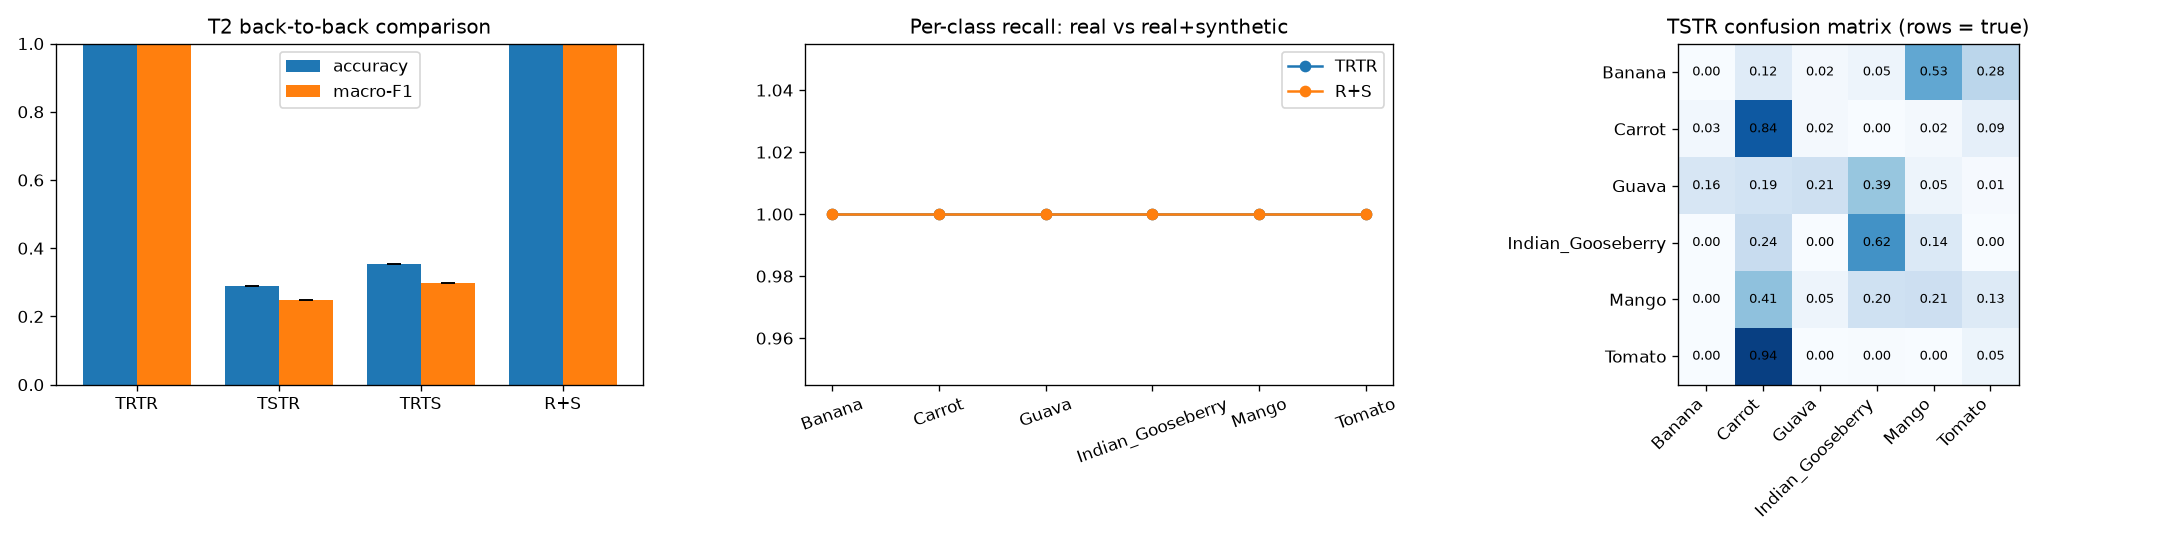 T2 back-to-back comparison
1.0
0.8
0.6
0.4
0.2
0.0
accuracy
macro-F1
TRTR TSTR TRTS R+S
Per-class recall: real vs real+synthetic
1.04
1.02
1.00
0.98
0.96
TRTR
R+S
Banana Carrot Guava Indian_Gooseberry Mango Tomato
TSTR confusion matrix (rows = true)
Banana 0.00 0.12 0.02 0.05 0.53 0.28
Carrot 0.03 0.84 0.02 0.00 0.02 0.09
Guava 0.16 0.19 0.21 0.39 0.05 0.01
Indian_Gooseberry 0.00 0.24 0.00 0.62 0.14 0.00
Mango 0.00 0.41 0.05 0.20 0.21 0.13
Tomato 0.00 0.94 0.00 0.00 0.00 0.05
Banana Carrot Guava Indian_Gooseberry Mango Tomato